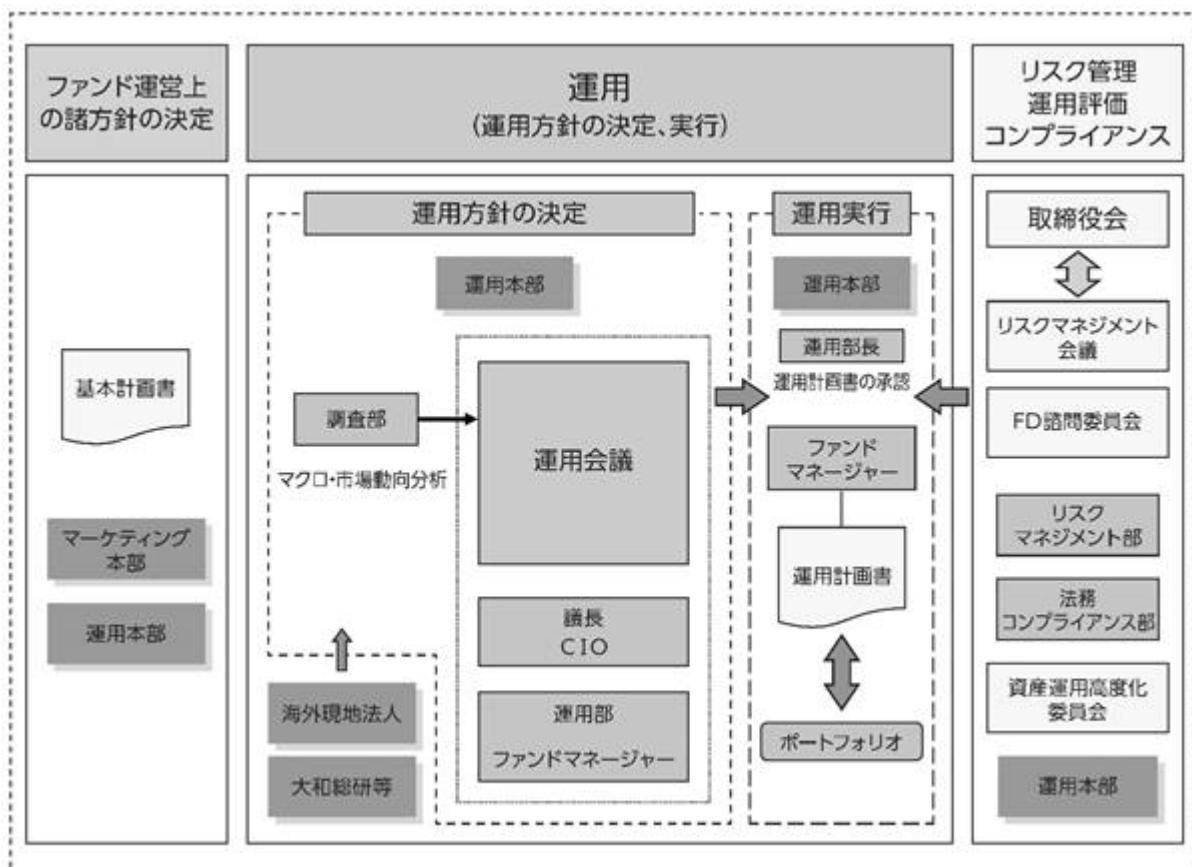 ファンド運営上
の諸方針の決定
運用
(運用方針の決定、実行)
リスク管理
運用評価
コンプライアンス
基本計画書
マーケティング
本部
運用本部
運用方針の決定
運用本部
調査部
マクロ・市場動向分析
運用会議
議長
CIO
運用部
ファンドマネージャー
海外現地法人
大和総研等
運用実行
運用本部
運用部長
運用計画書の承認
ファンド
マネージャー
運用計画書
ポートフォリオ
取締役会
リスクマネジメント
会議
FD諮問委員会
リスク
マネジメント部
法務
コンプライアンス部
資産運用高度化
委員会
運用本部